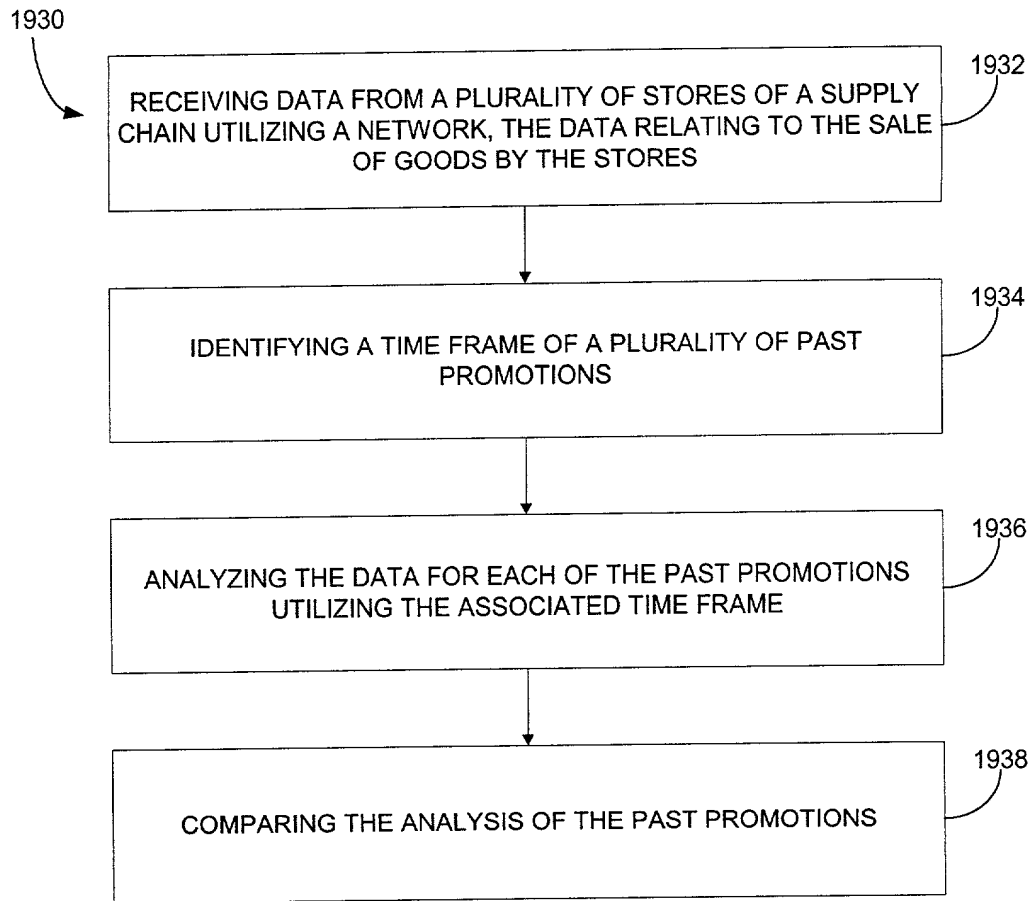 1930
1932
RECEIVING DATA FROM A PLURALITY OF STORES OF A SUPPLY
CHAIN UTILIZING A NETWORK, THE DATA RELATING TO THE SALE
OF GOODS BY THE STORES
1934
IDENTIFYING A TIME FRAME OF A PLURALITY OF PAST
PROMOTIONS
1936
ANALYZING THE DATA FOR EACH OF THE PAST PROMOTIONS
UTILIZING THE ASSOCIATED TIME FRAME
1938
COMPARING THE ANALYSIS OF THE PAST PROMOTIONS